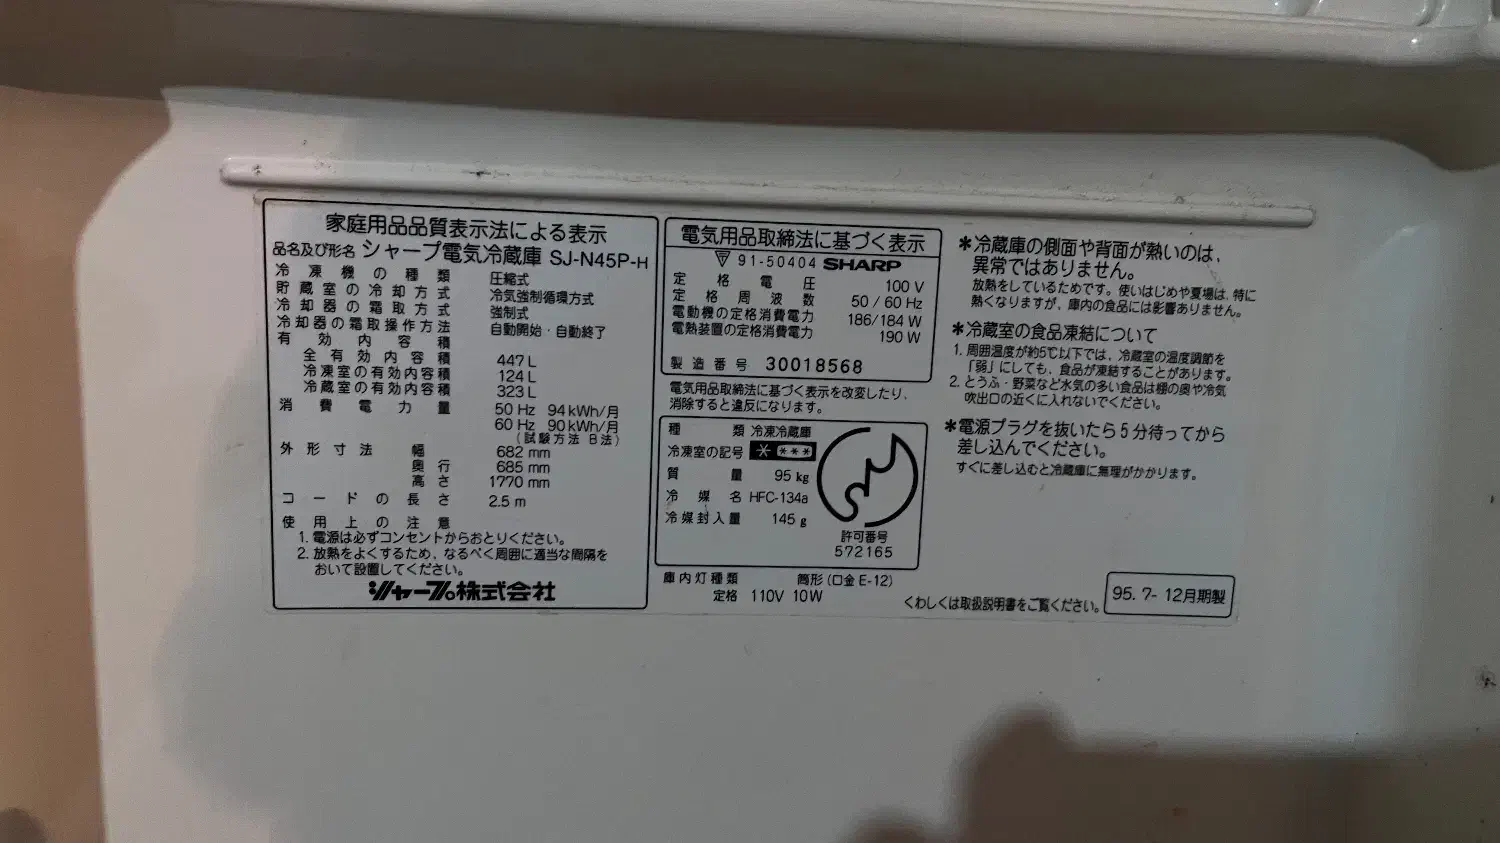 家庭用品品質表示法による表示
品名及び形名 シャープ電気冷蔵庫 SJ-N45P-H
冷凍機の種類 圧縮式
貯蔵室の冷却方式 冷気強制循環方式
冷却器の霜取方式 強制式
冷却器の霜取操作方法 自動開始・自動終了
有効内容積
全有効内容積 447L
冷凍室の有効内容積 124L
冷蔵室の有効内容積 323L
消費電力量 50Hz 94kWh/月
60Hz 90kWh/月
(試験方法 B法)
外形寸法 幅 682mm
奥行 685mm
高さ 1770mm
コードの長さ 2.5m
使用上の注意
1. 電源は必ずコンセントからおとりください。
2. 放熱をよくするため、なるべく周囲に適当な間隔を
おいて設置してください。
シャープ株式会社
電気用品取締法に基づく表示
91-50404 SHARP
定格電圧 100V
定格周波数 50/60Hz
電動機の定格消費電力 186/184W
電熱装置の定格消費電力 190W
製造番号 30018568
電気用品取締法に基づく表示を改変したり、
消除すると違反になります。
種類 冷凍冷蔵庫
冷凍室の記号 * ***
質量 95kg
冷媒名 HFC-134a
冷媒封入量 145g
許可番号
572165
庫内灯種類 筒形(口金E-12)
定格 110V 10W
*冷蔵庫の側面や背面が熱いのは、
異常ではありません。
放熱をしているためです。使いはじめや夏場は、特に
熱くなりますが、庫内の食品には影響ありません。
*冷蔵室の食品凍結について
1. 周囲温度が約5℃以下では、冷蔵室の温度調節を
「弱」にしても、食品が凍結することがあります。
2. とうふ・野菜など水気の多い食品は棚の奥や冷気
吹出口の近くに入れないでください。
*電源プラグを抜いたら5分待ってから
差し込んでください。
すぐに差し込むと冷蔵庫に無理がかかります。
くわしくは取扱説明書をご覧ください。
95.7-12月期製